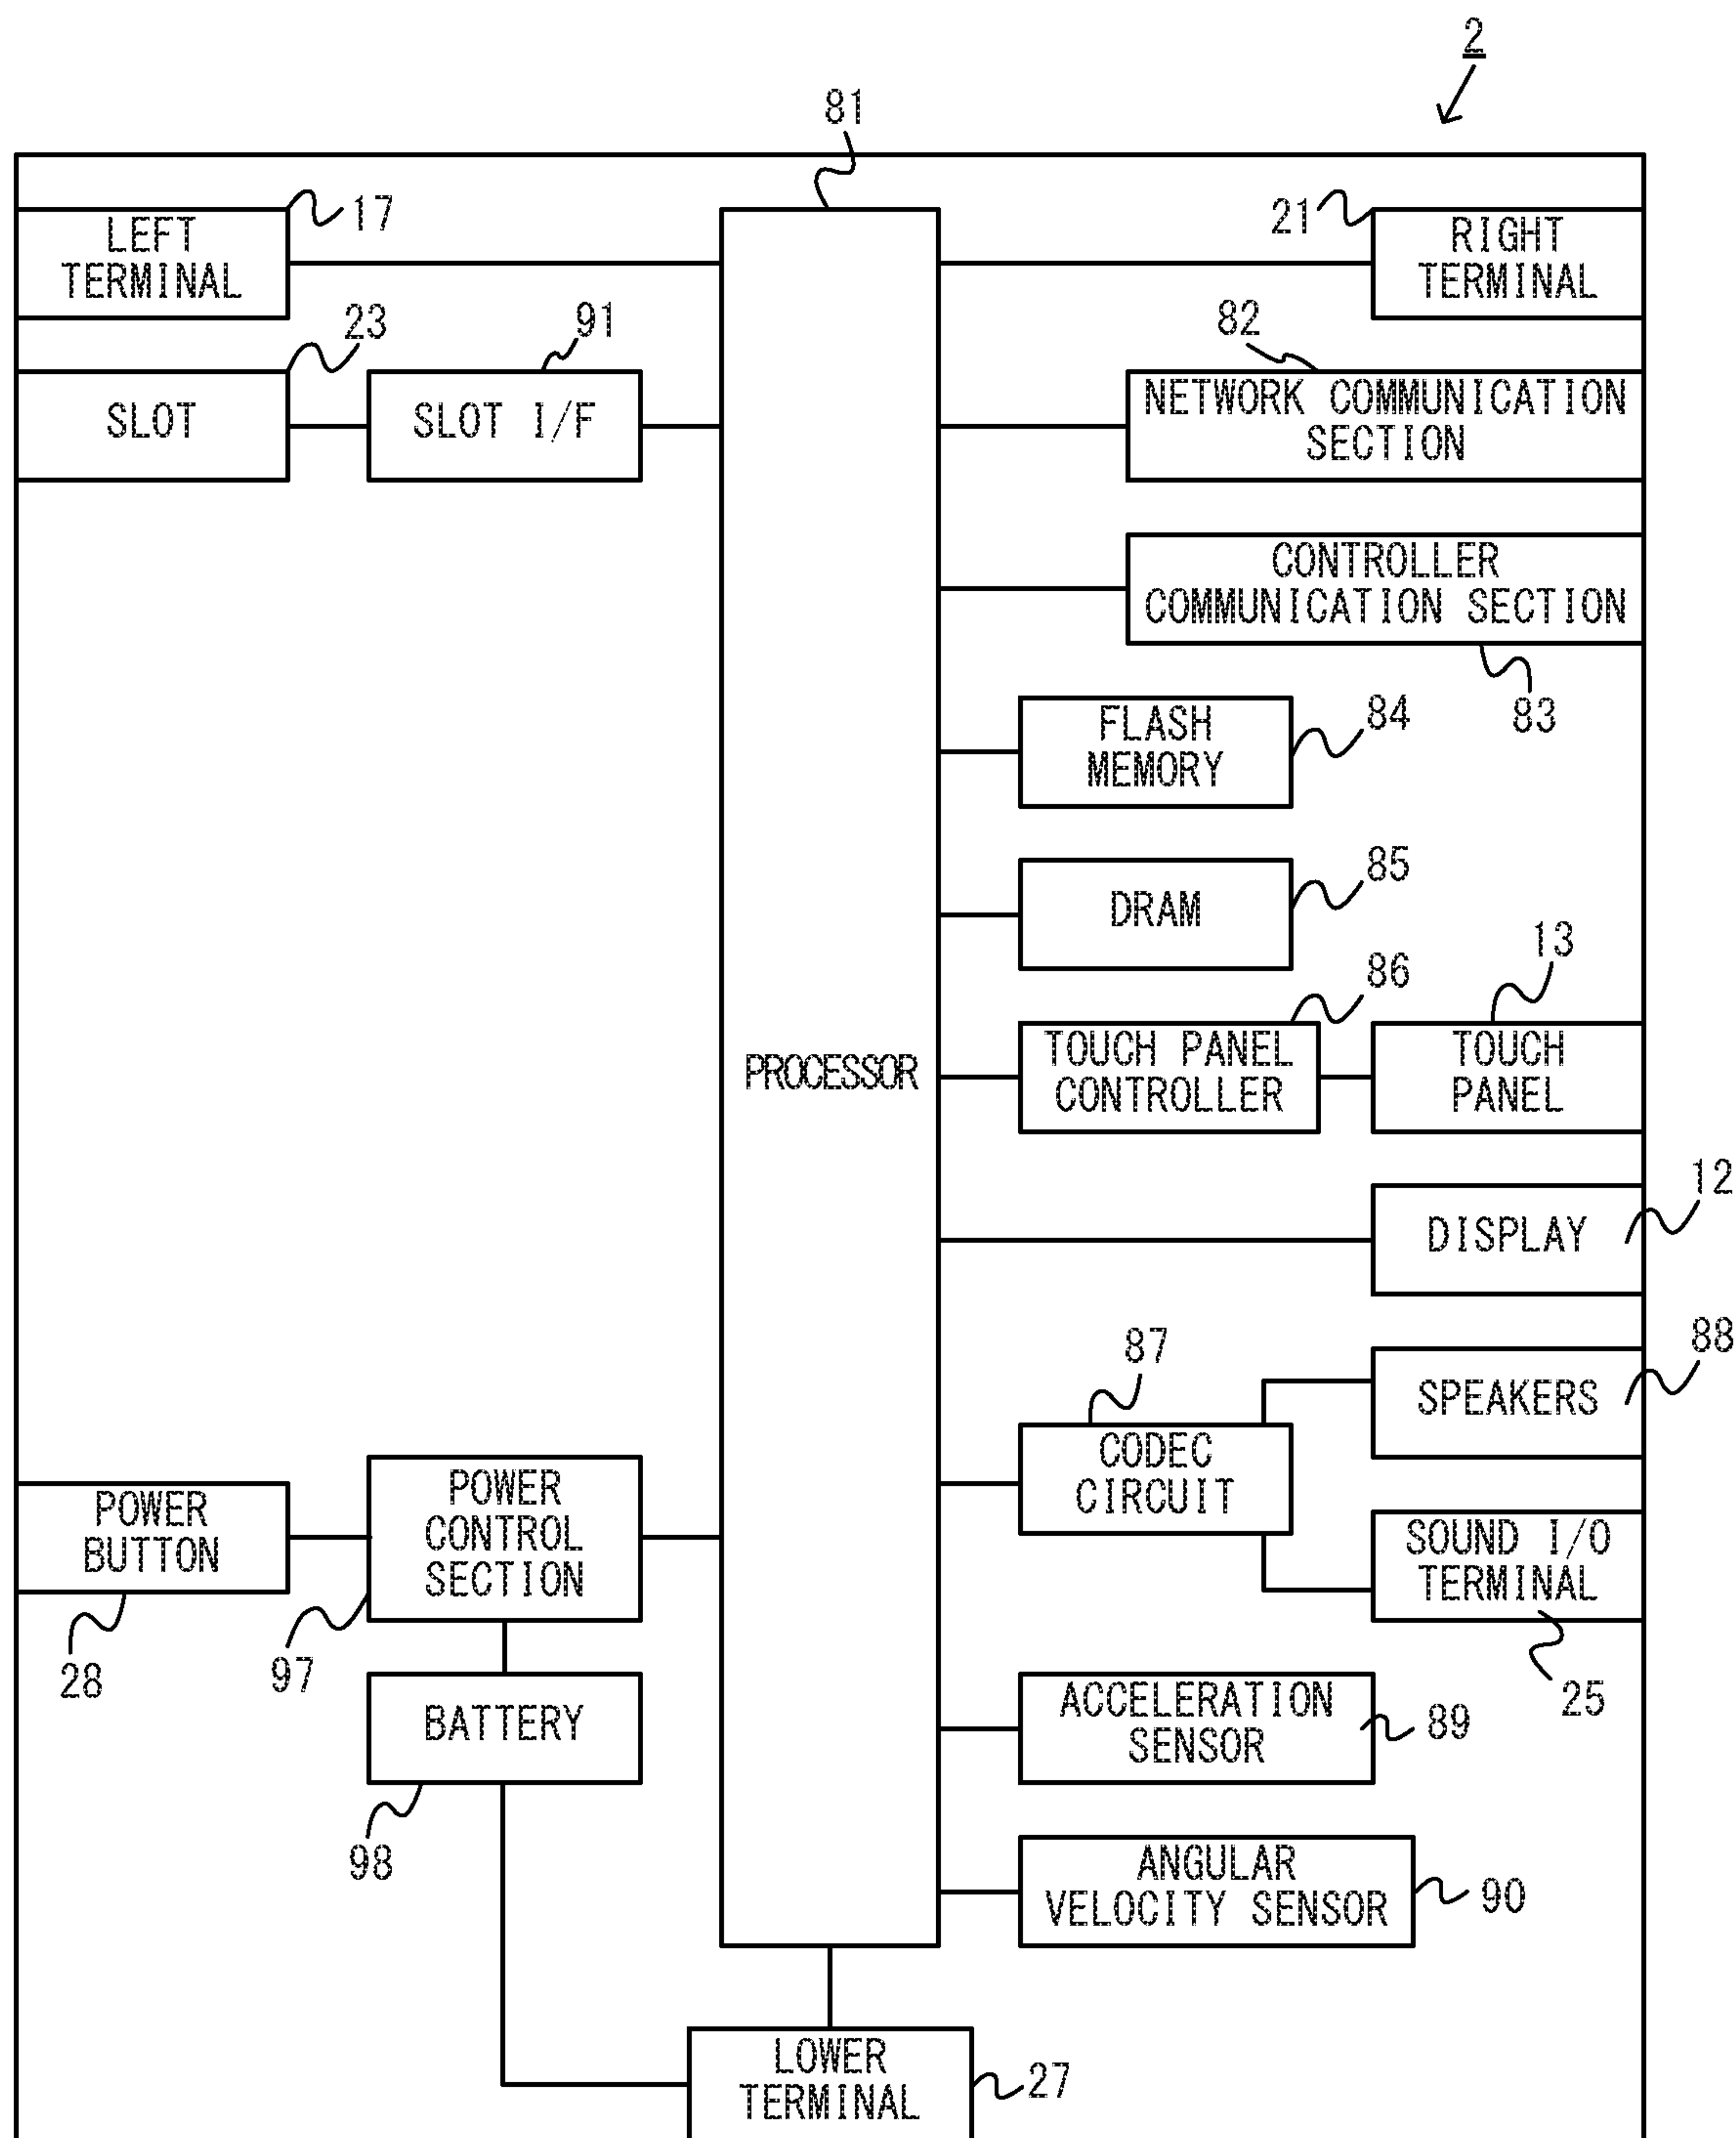 2
81
17
LEFT
TERMINAL
21
RIGHT
TERMINAL
23
SLOT
91
SLOT I/F
82
NETWORK COMMUNICATION
SECTION
CONTROLLER
COMMUNICATION SECTION
83
FLASH
MEMORY
84
DRAM
85
PROCESSOR
86
TOUCH PANEL
CONTROLLER
13
TOUCH
PANEL
12
DISPLAY
88
SPEAKERS
87
CODEC
CIRCUIT
SOUND I/O
TERMINAL
25
POWER
BUTTON
28
POWER
CONTROL
SECTION
97
BATTERY
98
ACCELERATION
SENSOR
89
ANGULAR
VELOCITY SENSOR
90
LOWER
TERMINAL
27